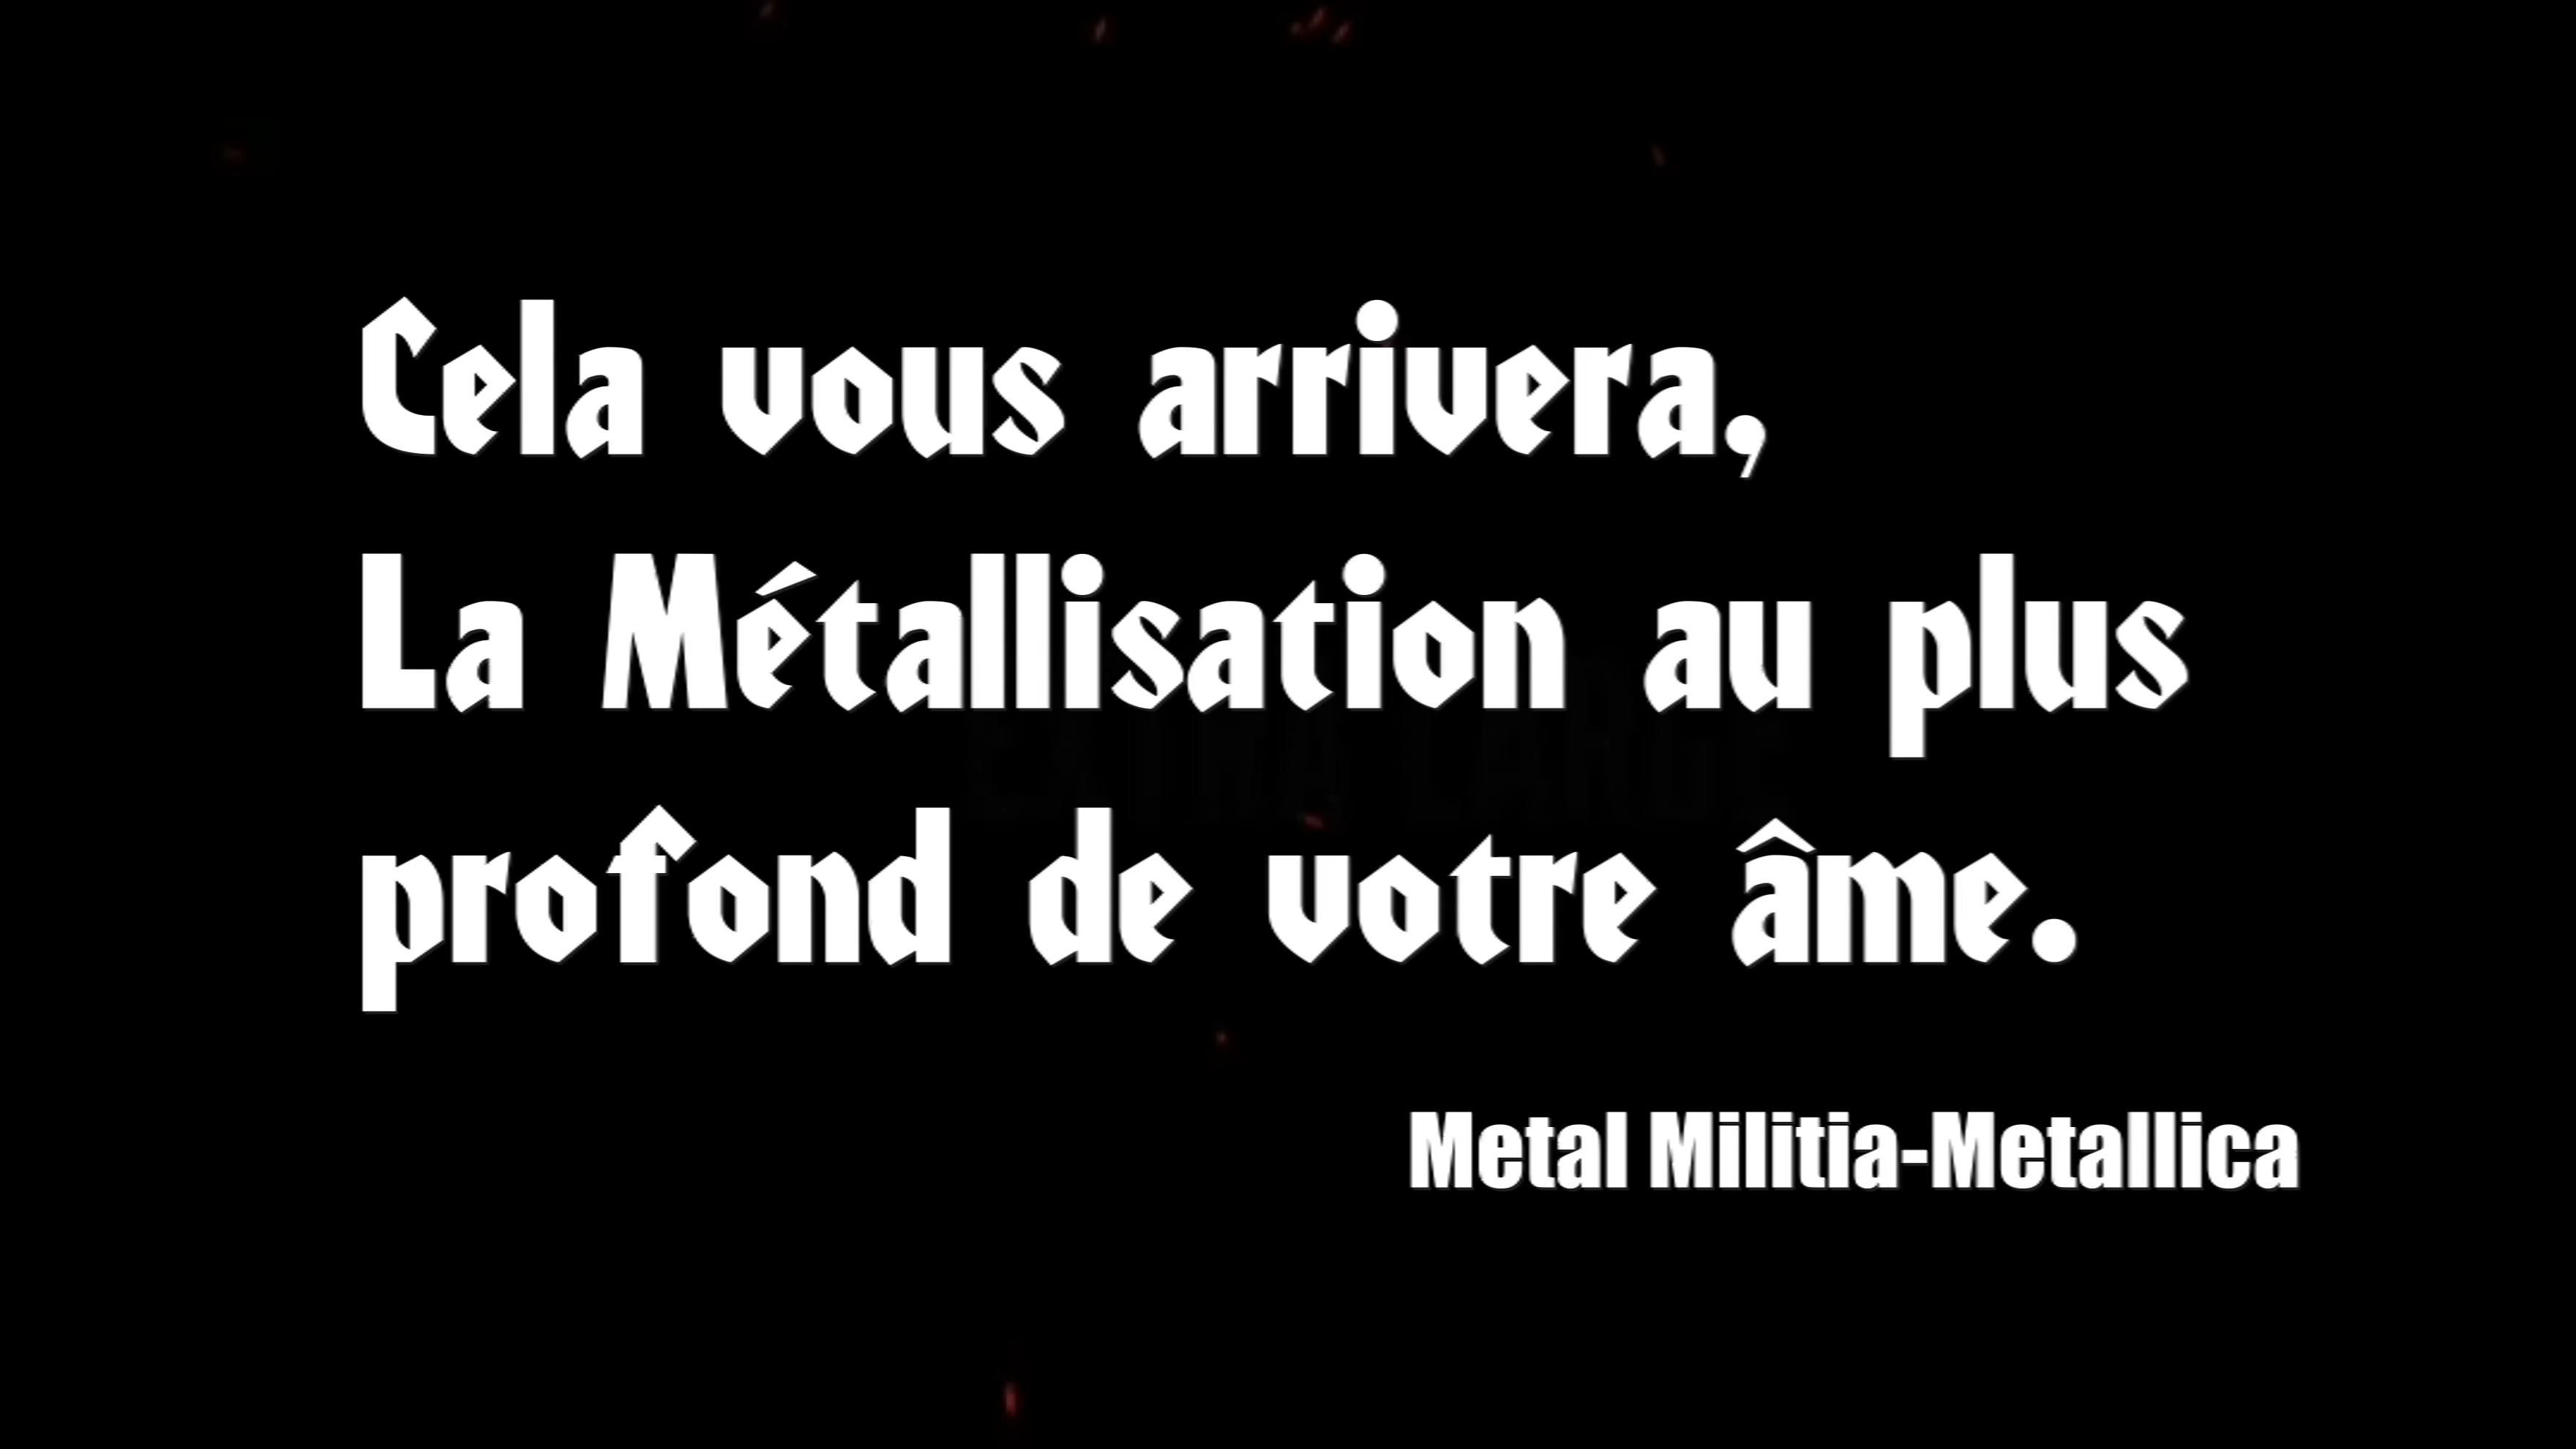 Cela vous arrivera,
La Métallisation au plus
profond de votre âme.
Metal Militia-Metallica